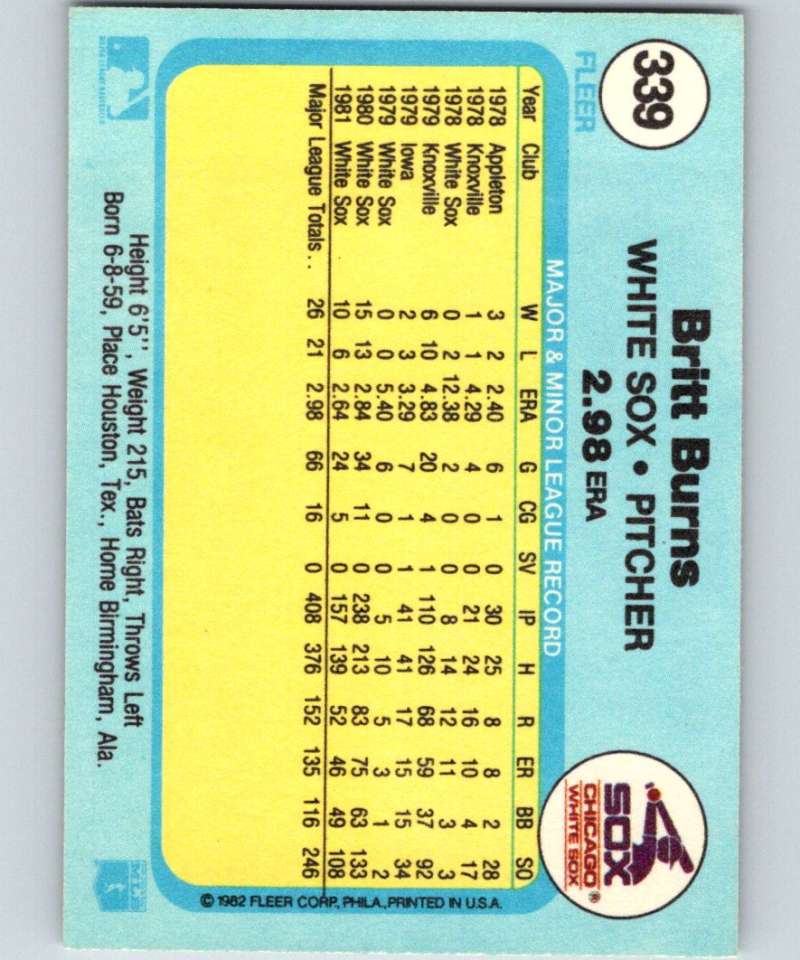 339
FLEER
Britt Burns
WHITE SOX • PITCHER
2.98 ERA
SOX
CHICAGO
WHITE SOX
MAJOR & MINOR LEAGUE RECORD
Year Club W L ERA G CG SV IP H R ER BB SO
1978 Appleton 3 2 2.40 6 1 0 30 25 8 8 2 28
1978 Knoxville 1 1 4.29 4 0 0 21 24 16 10 4 17
1978 White Sox 0 2 12.38 2 0 0 8 14 12 11 3 3
1979 Knoxville 6 10 4.83 20 4 1 110 126 68 59 37 92
1979 Iowa 2 3 3.29 7 1 1 41 41 17 15 15 34
1979 White Sox 0 0 5.40 6 0 0 5 10 5 3 1 2
1980 White Sox 15 13 2.84 34 11 0 238 213 83 75 63 133
1981 White Sox 10 6 2.64 24 5 0 157 139 52 46 49 108
Major League Totals . . 26 21 2.98 66 16 0 408 376 152 135 116 246
© 1982 FLEER CORP., PHILA., PRINTED IN U.S.A.
Height 6'5'', Weight 215, Bats Right, Throws Left
Born 6-8-59, Place Houston, Tex., Home Birmingham, Ala.